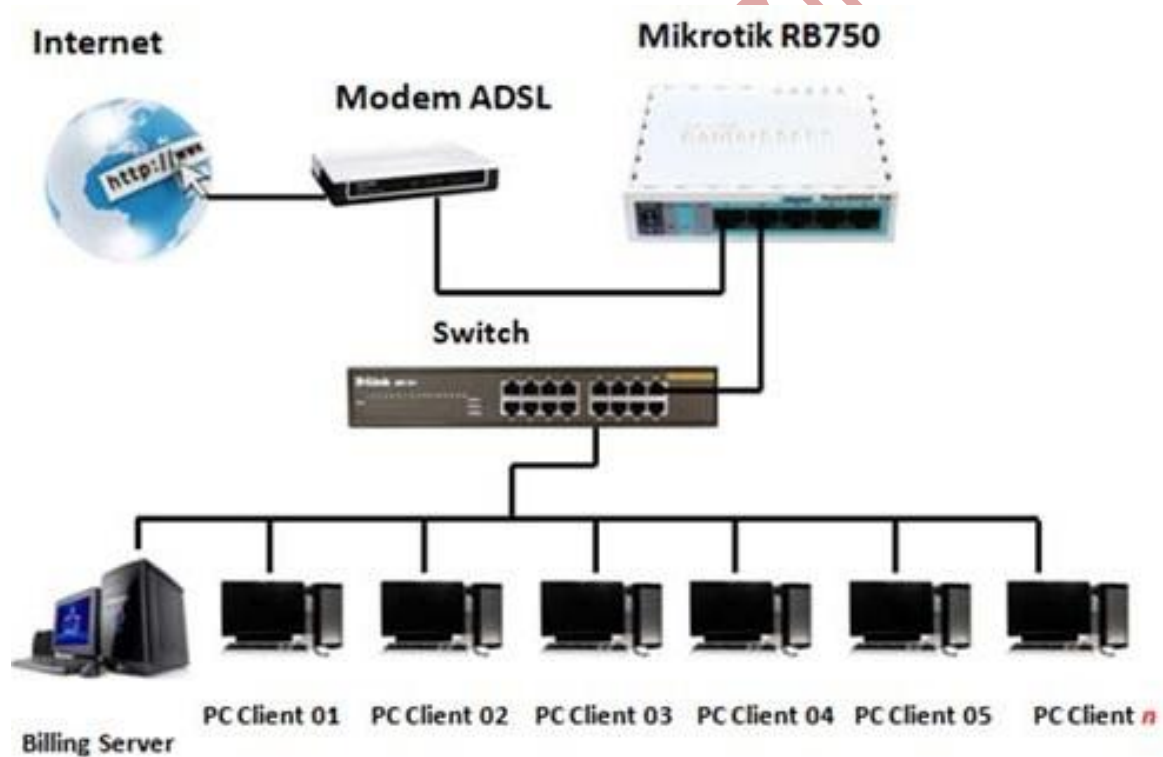 Internet
Mikrotik RB750
Modem ADSL
http://www
Switch
D-Link
PC Client 01
PC Client 02
PC Client 03
PC Client 04
PC Client 05
PC Client n
Billing Server